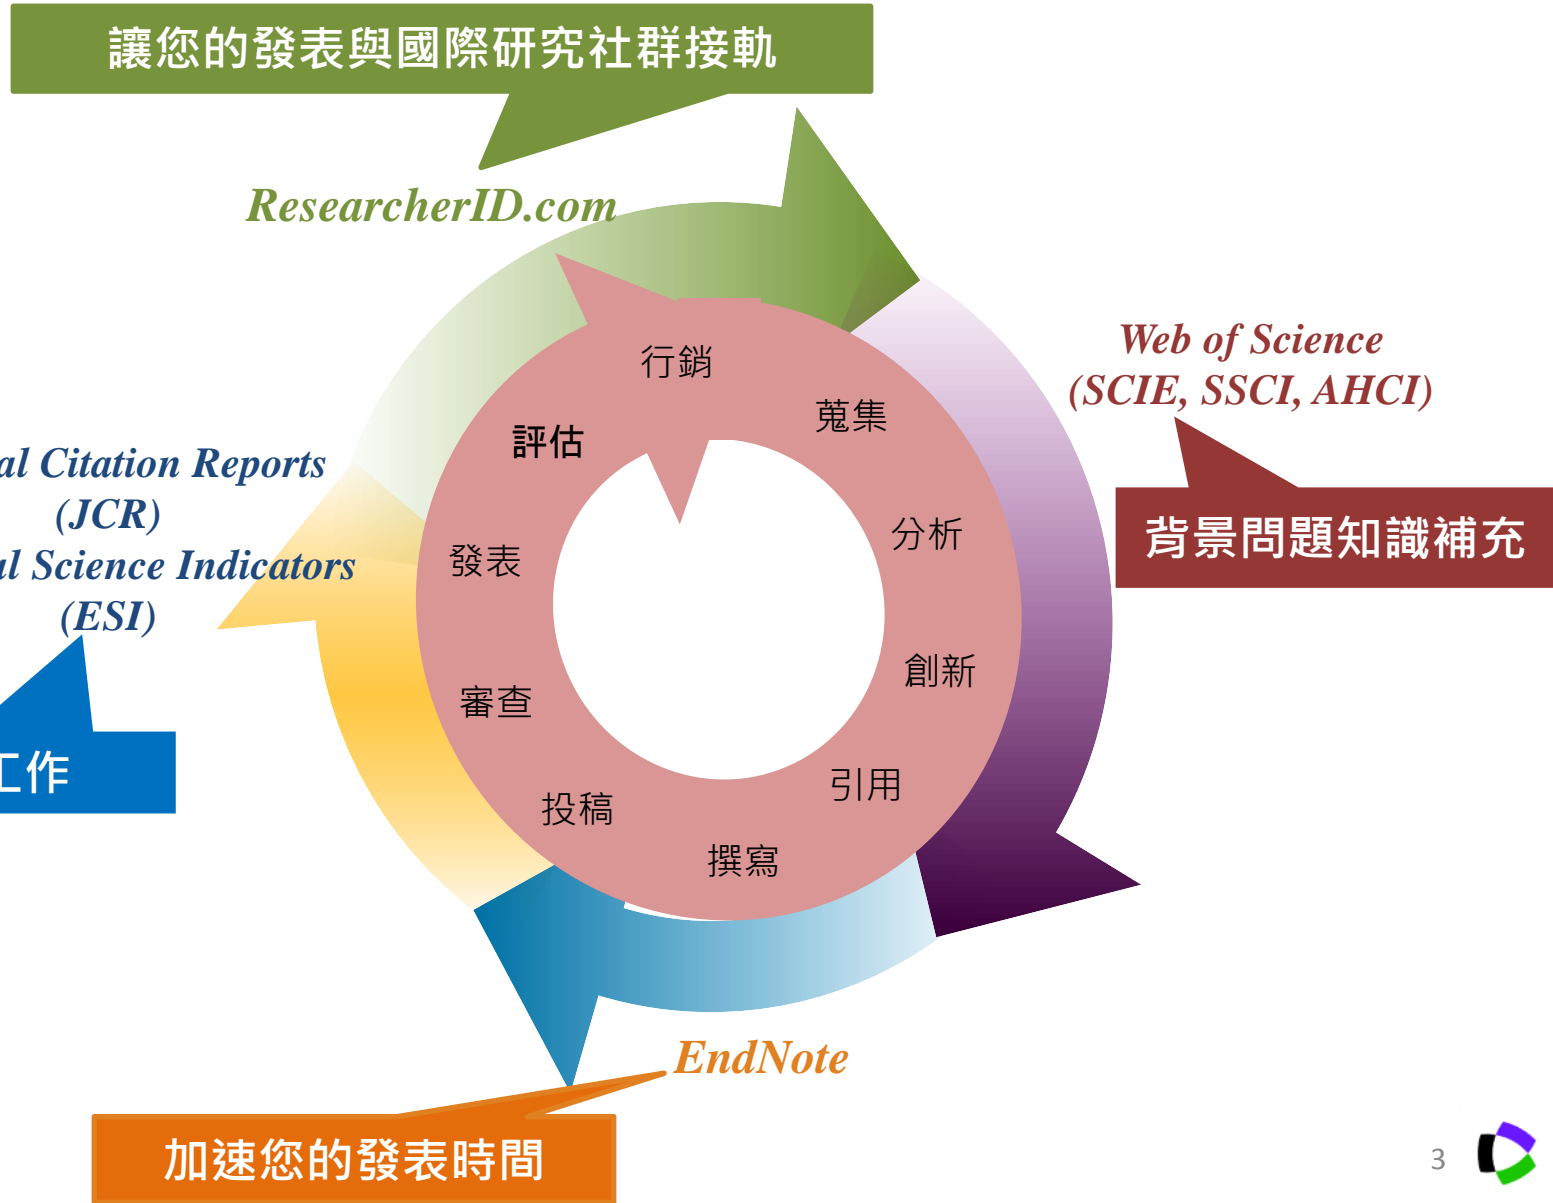 讓您的發表與國際研究社群接軌
ResearcherID.com
行銷
蒐集
分析
創新
引用
撰寫
投稿
審查
發表
評估
Web of Science
(SCIE, SSCI, AHCI)
背景問題知識補充
al Citation Reports
(JCR)
al Science Indicators
(ESI)
工作
EndNote
加速您的發表時間
3